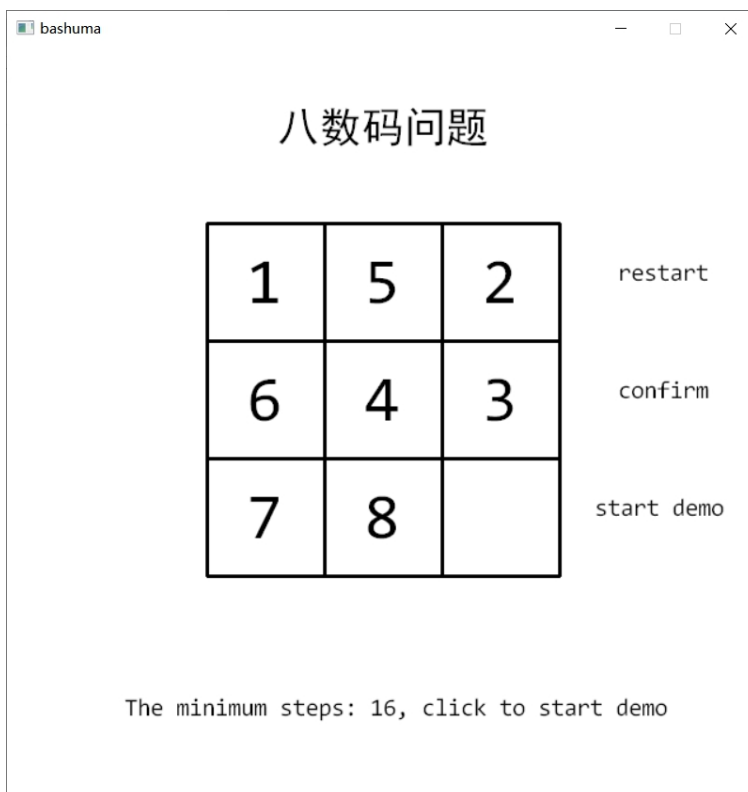 bashuma
八数码问题
1 5 2 restart
6 4 3 confirm
7 8 start demo
The minimum steps: 16, click to start demo